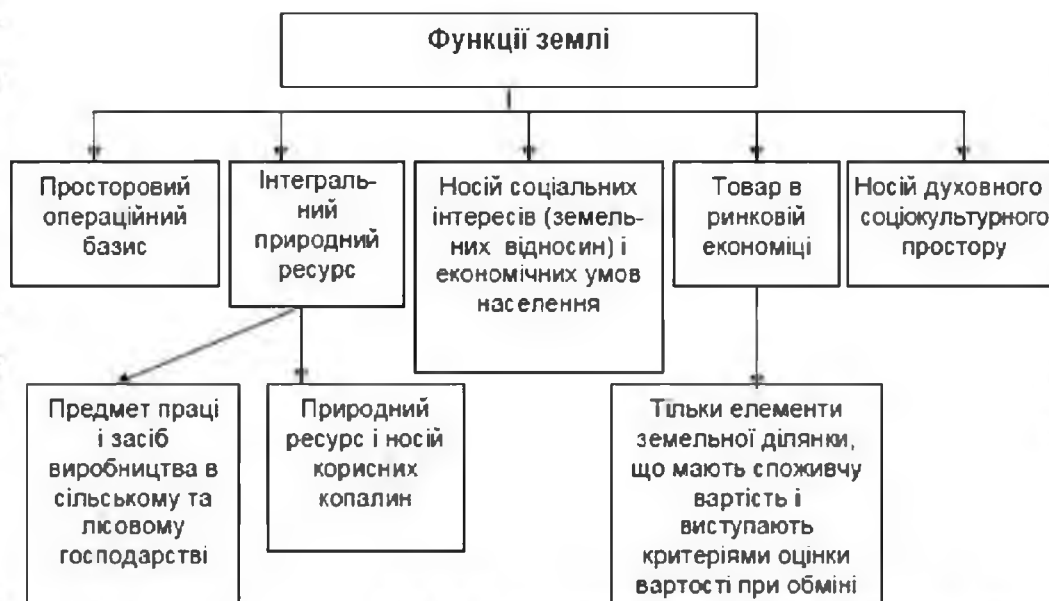 Функції землі
Просторовий
операційний
базис
Інтеграль-
ний
природний
ресурс
Носій соціальних
інтересів (земель-
них відносин) і
економічних умов
населення
Товар в
ринковій
економіці
Носій духовного і
соціокультурного
простору
Предмет праці
і засіб
виробництва в
сільському та
лісовому
господарстві
Природний
ресурс і носій
корисних
копалин
Тільки елементи
земельної ділянки,
що мають споживчу
вартість і
виступають
критеріями оцінки
вартості при обміні